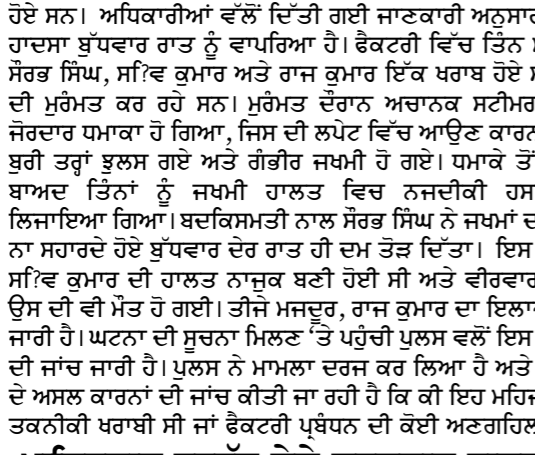 ਹੋਏ ਸਨ। ਅਧਿਕਾਰੀਆਂ ਵੱਲੋਂ ਦਿੱਤੀ ਗਈ ਜਾਣਕਾਰੀ ਅਨੁਸਾਰ
ਹਾਦਸਾ ਬੁੱਧਵਾਰ ਰਾਤ ਨੂੰ ਵਾਪਰਿਆ ਹੈ। ਫੈਕਟਰੀ ਵਿੱਚ ਤਿੰਨ
ਸੌਰਭ ਸਿੰਘ, ਸ਼ਿ?ਵ ਕੁਮਾਰ ਅਤੇ ਰਾਜ ਕੁਮਾਰ ਇੱਕ ਖਰਾਬ ਹੋਏ
ਦੀ ਮੁਰੰਮਤ ਕਰ ਰਹੇ ਸਨ। ਮੁਰੰਮਤ ਦੌਰਾਨ ਅਚਾਨਕ ਸਟੀਮਰ
ਜੋਰਦਾਰ ਧਮਾਕਾ ਹੋ ਗਿਆ, ਜਿਸ ਦੀ ਲਪੇਟ ਵਿੱਚ ਆਉਣ ਕਾਰਨ
ਬੁਰੀ ਤਰ੍ਹਾਂ ਝੁਲਸ ਗਏ ਅਤੇ ਗੰਭੀਰ ਜਖਮੀ ਹੋ ਗਏ। ਧਮਾਕੇ ਤੋਂ
ਬਾਅਦ ਤਿੰਨਾਂ ਨੂੰ ਜਖਮੀ ਹਾਲਤ ਵਿਚ ਨਜਦੀਕੀ ਹਸ
ਲਿਜਾਇਆ ਗਿਆ। ਬਦਕਿਸਮਤੀ ਨਾਲ ਸੌਰਭ ਸਿੰਘ ਨੇ ਜਖਮਾਂ ਦ
ਨਾ ਸਹਾਰਦੇ ਹੋਏ ਬੁੱਧਵਾਰ ਦੇਰ ਰਾਤ ਹੀ ਦਮ ਤੋੜ ਦਿੱਤਾ। ਇਸ
ਸ?ਿਵ ਕੁਮਾਰ ਦੀ ਹਾਲਤ ਨਾਜੁਕ ਬਣੀ ਹੋਈ ਸੀ ਅਤੇ ਵੀਰਵਾਰ
ਉਸ ਦੀ ਵੀ ਮੌਤ ਹੋ ਗਈ। ਤੀਜੇ ਮਜਦੂਰ, ਰਾਜ ਕੁਮਾਰ ਦਾ ਇਲਾ
ਜਾਰੀ ਹੈ। ਘਟਨਾ ਦੀ ਸੂਚਨਾ ਮਿਲਣ 'ਤੇ ਪਹੁੰਚੀ ਪੁਲਸ ਵਲੋਂ ਇਸ
ਦੀ ਜਾਂਚ ਜਾਰੀ ਹੈ। ਪੁਲਸ ਨੇ ਮਾਮਲਾ ਦਰਜ ਕਰ ਲਿਆ ਹੈ ਅਤੇ
ਦੇ ਅਸਲ ਕਾਰਨਾਂ ਦੀ ਜਾਂਚ ਕੀਤੀ ਜਾ ਰਹੀ ਹੈ ਕਿ ਕੀ ਇਹ ਮਹਿਜ
ਤਕਨੀਕੀ ਖਰਾਬੀ ਸੀ ਜਾਂ ਫੈਕਟਰੀ ਪ੍ਰਬੰਧਨ ਦੀ ਕੋਈ ਅਣਗਹਿਲ